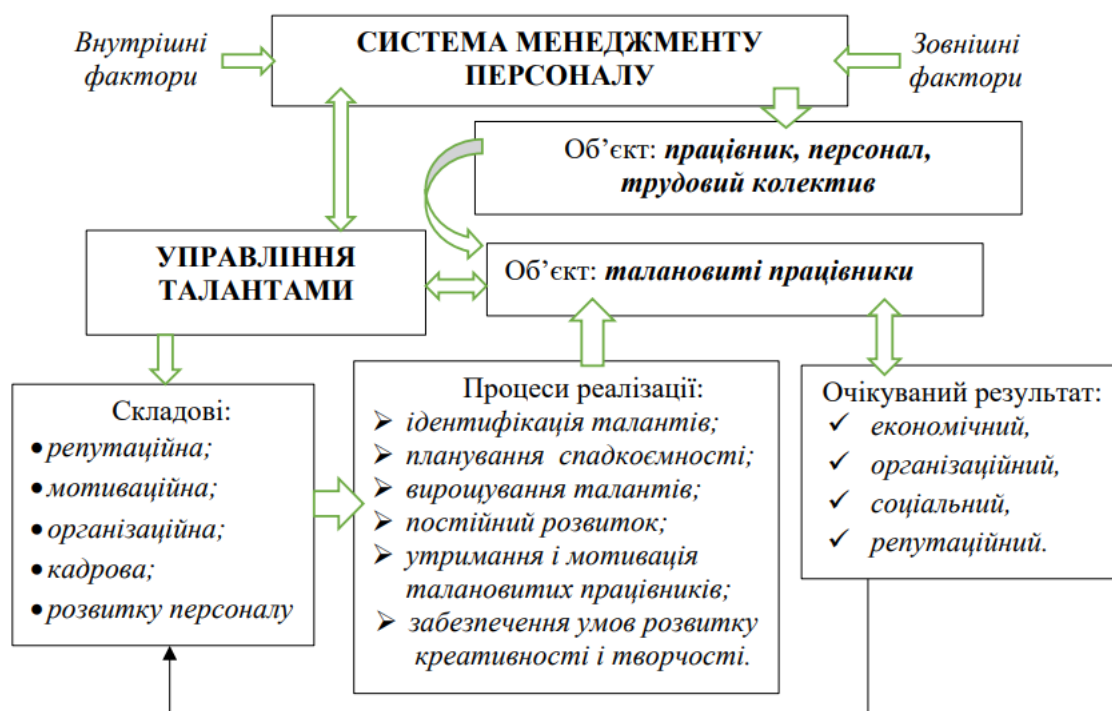 Внутрішні
фактори
СИСТЕМА МЕНЕДЖМЕНТУ
ПЕРСОНАЛУ
Зовнішні
фактори
Об’єкт: працівник, персонал,
трудовий колектив
УПРАВЛІННЯ
ТАЛАНТАМИ
Об’єкт: талановиті працівники
Складові:
• репутаційна;
• мотиваційна;
• організаційна;
• кадрова;
• розвитку персоналу
Процеси реалізації:
➢ ідентифікація талантів;
➢ планування спадкоємності;
➢ вирощування талантів;
➢ постійний розвиток;
➢ утримання і мотивація
талановитих працівників;
➢ забезпечення умов розвитку
креативності і творчості.
Очікуваний результат:
✓ економічний,
✓ організаційний,
✓ соціальний,
✓ репутаційний.